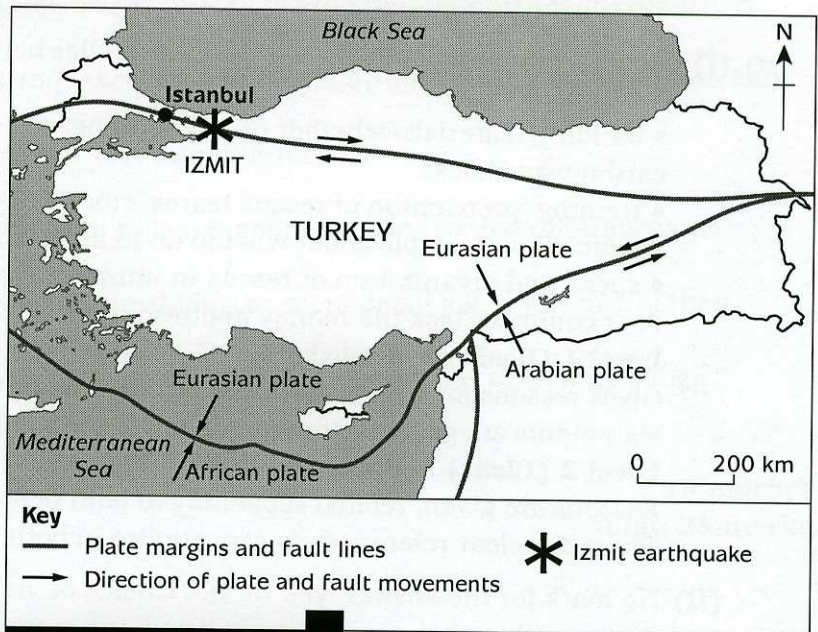 Black Sea
N
Istanbul
IZMIT
TURKEY
Eurasian plate
Arabian plate
Eurasian plate
African plate
Mediterranean
Sea
0 200 km
Key
Plate margins and fault lines
Izmit earthquake
Direction of plate and fault movements